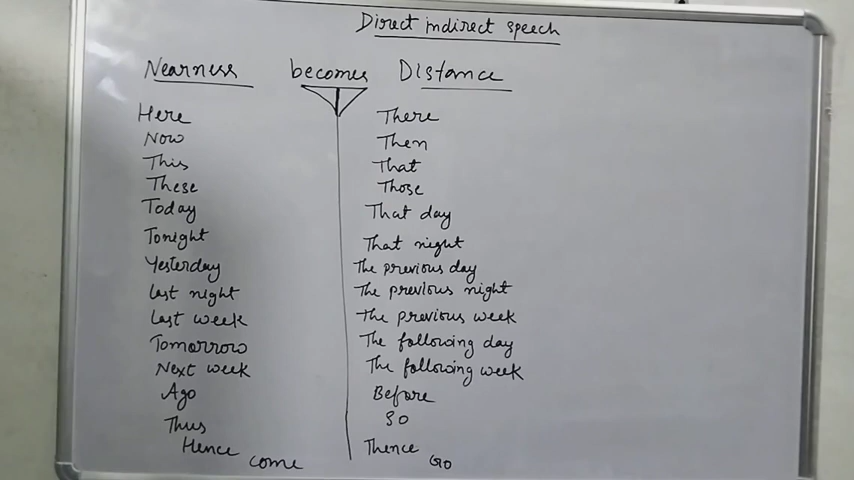 Direct indirect speech
Nearness becomes Distance
Here There
Now Then
This That
These Those
Today That day
Tonight That night
Yesterday The previous day
last night The previous night
Last week The previous week
Tomorrow The following day
Next week The following week
Ago Before
Thus So
Hence Thence
come Go